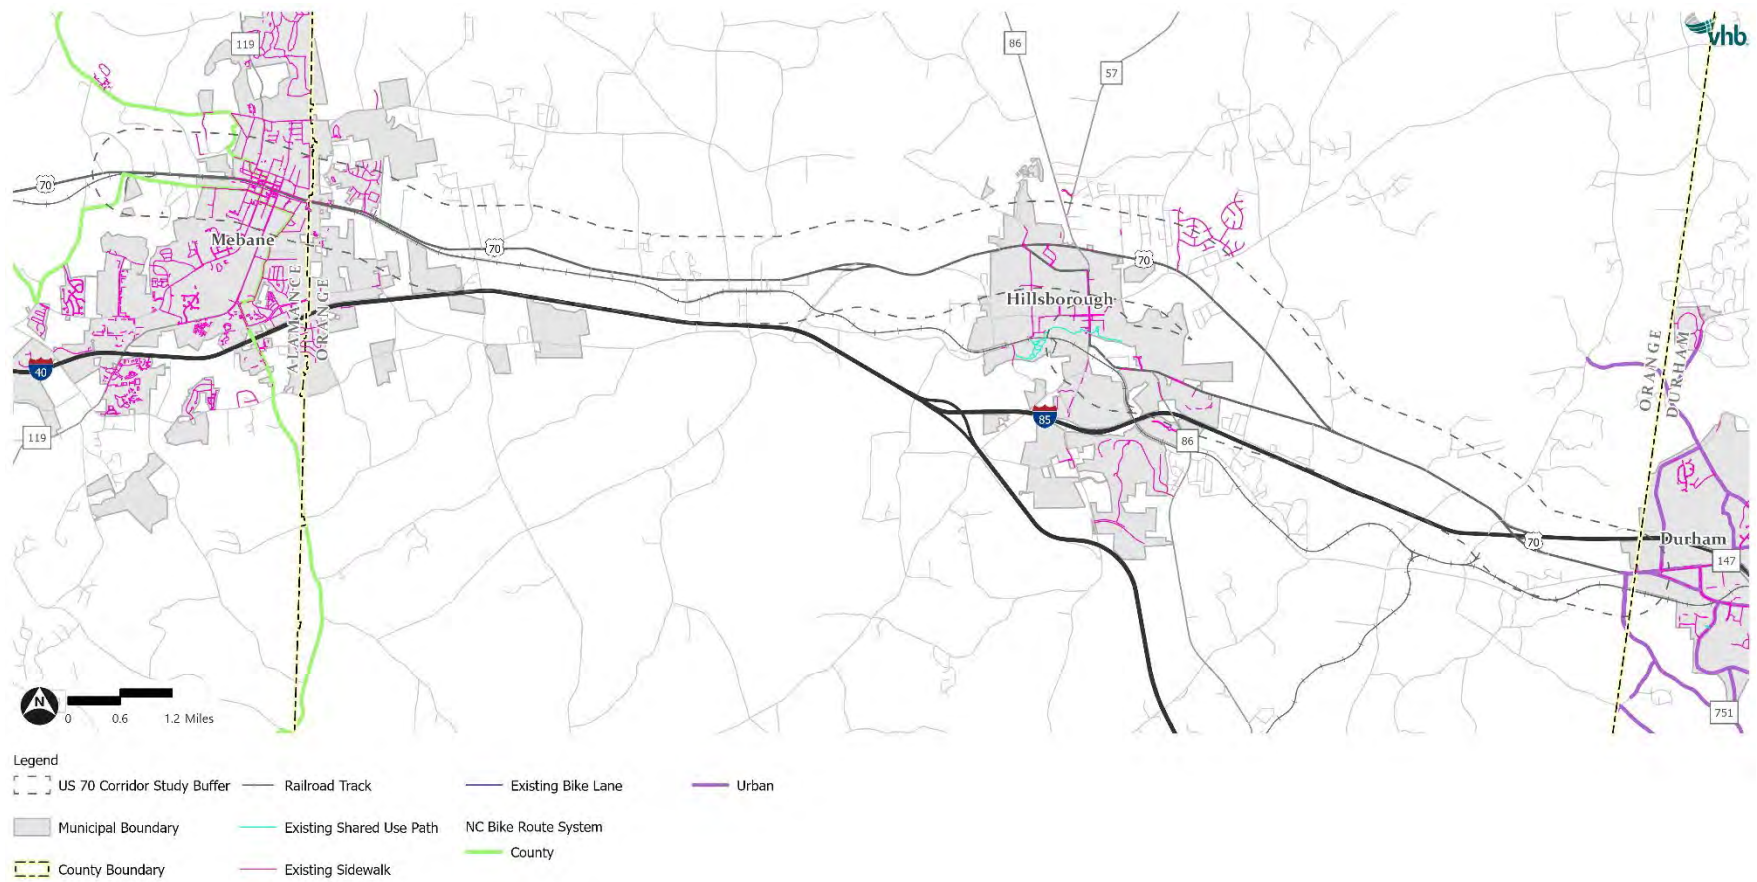 119
86
57
vhb
70
Mebane
70
70
ALAMANCE
ORANGE
Hillsborough
ORANGE
DURHAM
40
85
119
86
70
Durham
147
751
N
0 0.6 1.2 Miles
Legend
US 70 Corridor Study Buffer Railroad Track Existing Bike Lane Urban
Municipal Boundary Existing Shared Use Path NC Bike Route System
County
County Boundary Existing Sidewalk